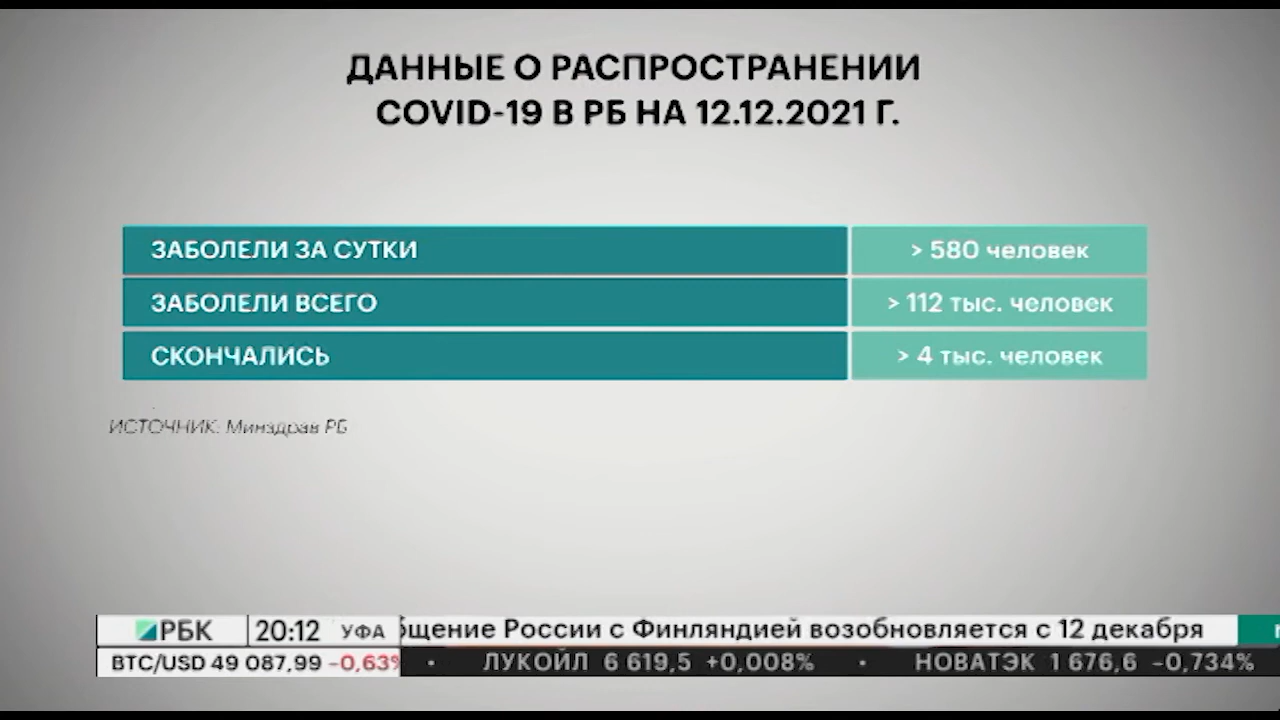 ДАННЫЕ О РАСПРОСТРАНЕНИИ
COVID-19 В РБ НА 12.12.2021 Г.
ЗАБОЛЕЛИ ЗА СУТКИ > 580 человек
ЗАБОЛЕЛИ ВСЕГО > 112 тыс. человек
СКОНЧАЛИСЬ > 4 тыс. человек
ИСТОЧНИК: Минздрав РБ
РБК 20:12 УФА России с Финляндией возобновляется с 12 декабря
BTC/USD 49 087,99 -0,63% • ЛУКОЙЛ 6 619,5 +0,008% • НОВАТЭК 1 676,6 -0,734%